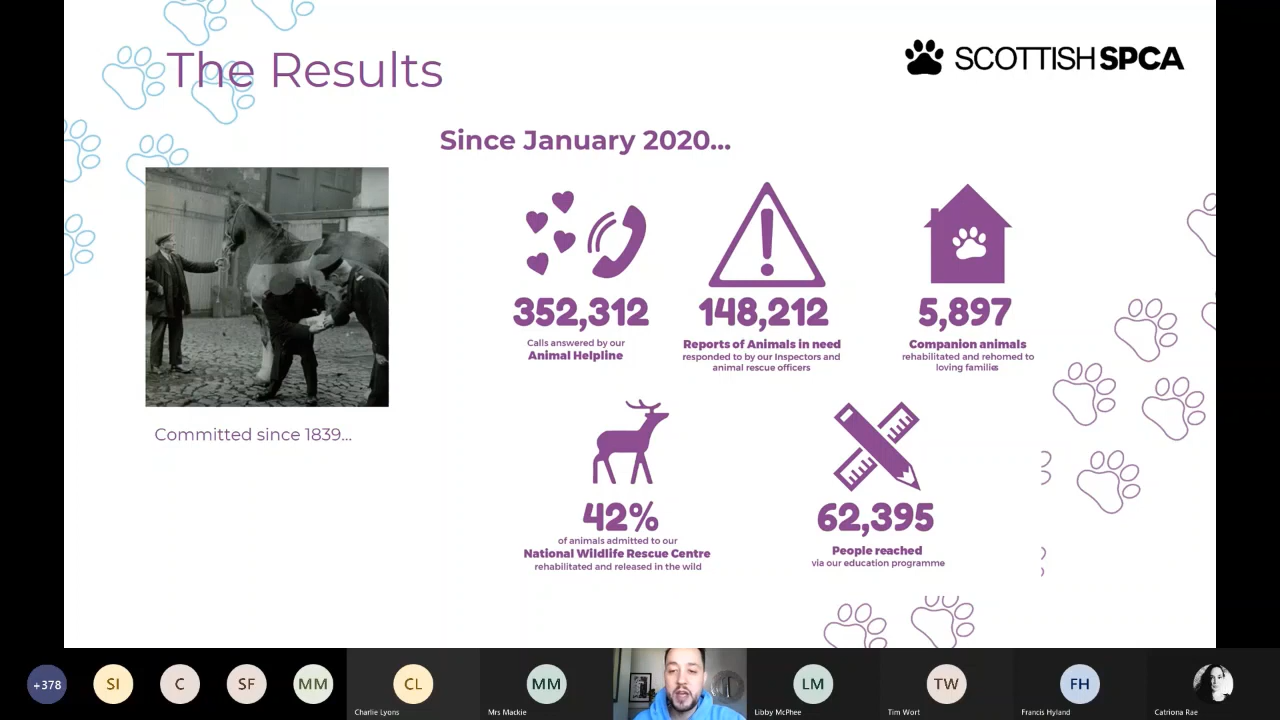 The Results
SCOTTISHSPCA
Since January 2020...
352,312
Calls answered by our
Animal Helpline
148,212
Reports of Animals in need
responded to by our Inspectors and
animal rescue officers
5,897
Companion animals
rehabilitated and rehomed to
loving families
Committed since 1839...
42%
of animals admitted to our
National Wildlife Rescue Centre
rehabilitated and released in the wild
62,395
People reached
via our education programme
+378
SI
C
SF
MM
CL
Charlie Lyons
MM
Mrs Mackie
LM
Libby McPhee
TW
Tim Wort
FH
Francis Hyland
Catriona Rae